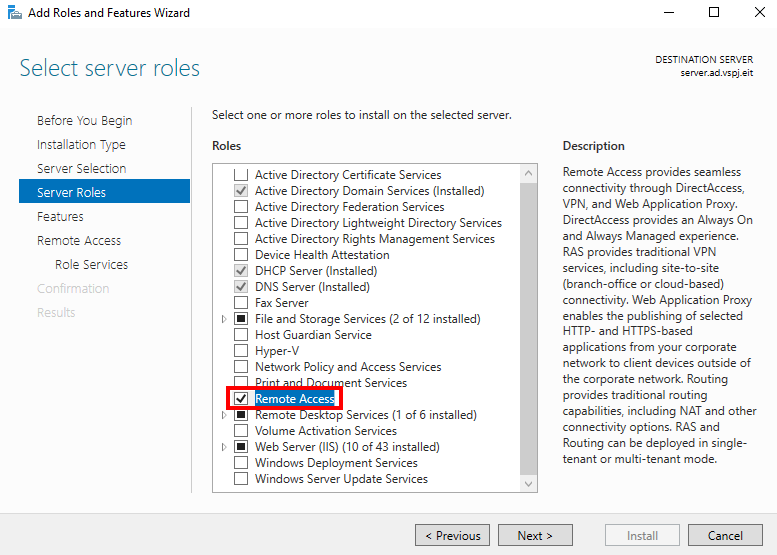 Add Roles and Features Wizard
Select server roles
DESTINATION SERVER
server.ad.vspj.eit
Before You Begin
Installation Type
Server Selection
Server Roles
Features
Remote Access
Role Services
Confirmation
Results
Select one or more roles to install on the selected server.
Roles
Active Directory Certificate Services
Active Directory Domain Services (Installed)
Active Directory Federation Services
Active Directory Lightweight Directory Services
Active Directory Rights Management Services
Device Health Attestation
DHCP Server (Installed)
DNS Server (Installed)
Fax Server
File and Storage Services (2 of 12 installed)
Host Guardian Service
Hyper-V
Network Policy and Access Services
Print and Document Services
Remote Access
Remote Desktop Services (1 of 6 installed)
Volume Activation Services
Web Server (IIS) (10 of 43 installed)
Windows Deployment Services
Windows Server Update Services
Description
Remote Access provides seamless
connectivity through DirectAccess,
VPN, and Web Application Proxy.
DirectAccess provides an Always On
and Always Managed experience.
RAS provides traditional VPN
services, including site-to-site
(branch-office or cloud-based)
connectivity. Web Application Proxy
enables the publishing of selected
HTTP- and HTTPS-based
applications from your corporate
network to client devices outside of
the corporate network. Routing
provides traditional routing
capabilities, including NAT and other
connectivity options. RAS and
Routing can be deployed in single-
tenant or multi-tenant mode.
< Previous
Next >
Install
Cancel